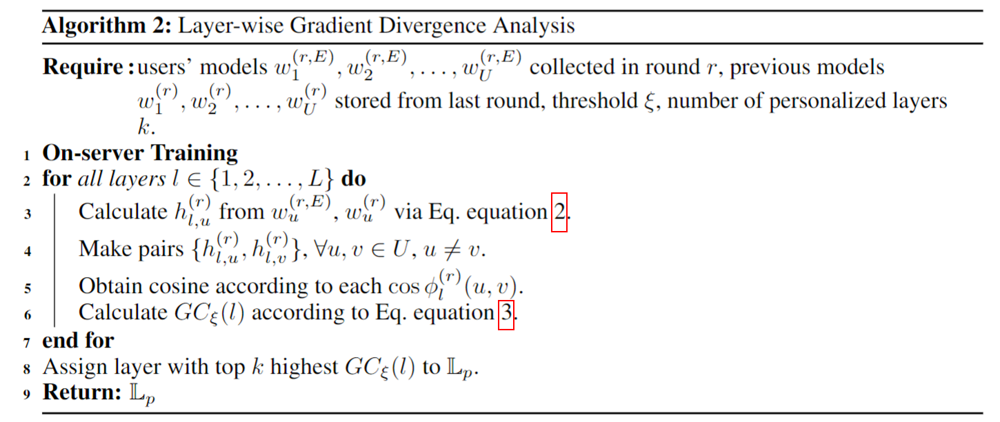 Algorithm 2: Layer-wise Gradient Divergence Analysis
Require : users' models $w_1^{(r,E)}, w_2^{(r,E)}, \ldots, w_U^{(r,E)}$ collected in round $r$, previous models
$w_1^{(r)}, w_2^{(r)}, \ldots, w_U^{(r)}$ stored from last round, threshold $\xi$, number of personalized layers
$k$.
1 On-server Training
2 for all layers $l \in \{1, 2, \ldots, L\}$ do
3 Calculate $h_{l,u}^{(r)}$ from $w_u^{(r,E)}, w_u^{(r)}$ via Eq. equation 2.
4 Make pairs $\{h_{l,u}^{(r)}, h_{l,v}^{(r)}\}, \forall u, v \in U, u \neq v$.
5 Obtain cosine according to each $\cos \phi_l^{(r)}(u, v)$.
6 Calculate $GC_\xi(l)$ according to Eq. equation 3.
7 end for
8 Assign layer with top $k$ highest $GC_\xi(l)$ to $\mathbb{L}_p$.
9 Return: $\mathbb{L}_p$